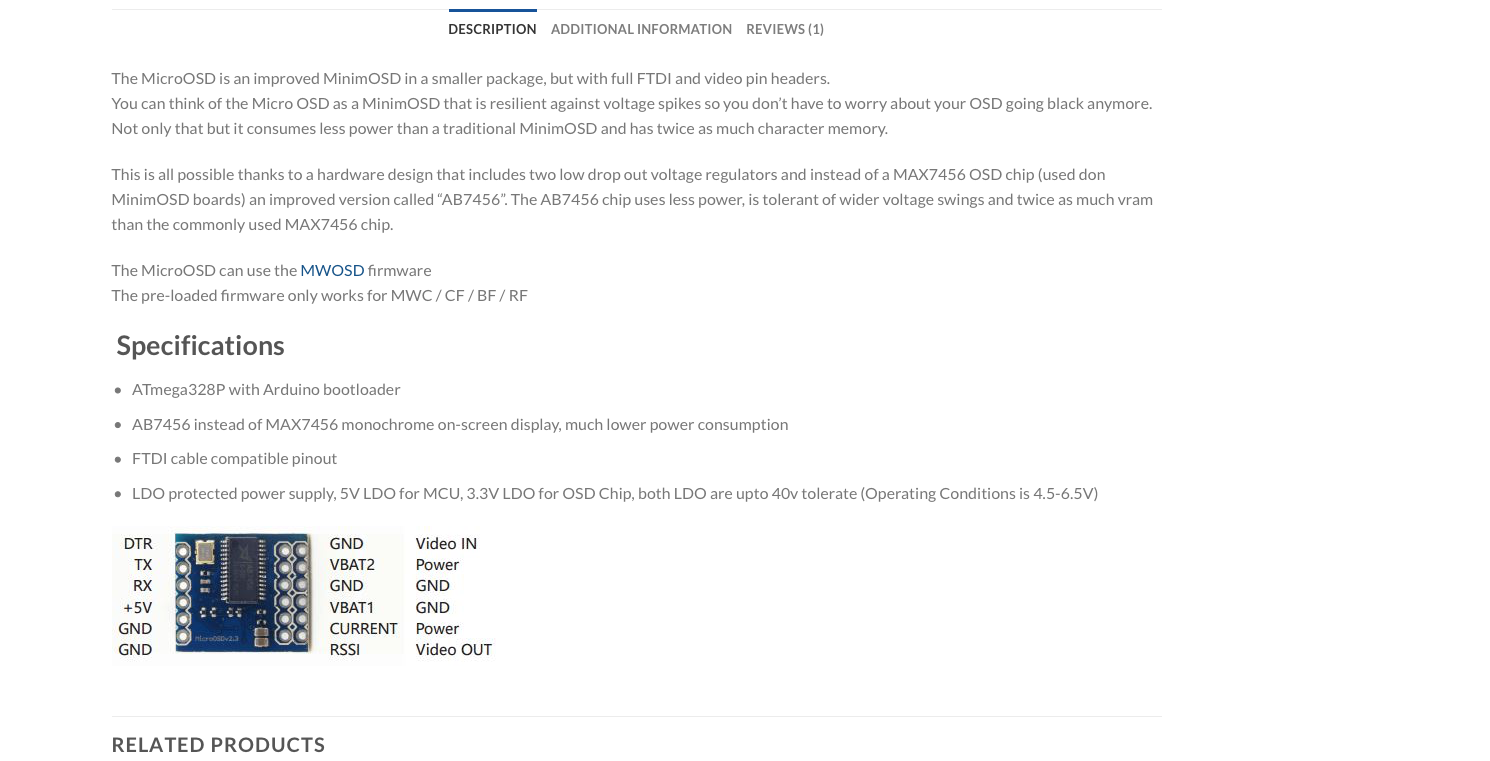 DESCRIPTION ADDITIONAL INFORMATION REVIEWS (1)
The MicroOSD is an improved MinimOSD in a smaller package, but with full FTDI and video pin headers.
You can think of the Micro OSD as a MinimOSD that is resilient against voltage spikes so you don’t have to worry about your OSD going black anymore.
Not only that but it consumes less power than a traditional MinimOSD and has twice as much character memory.
This is all possible thanks to a hardware design that includes two low drop out voltage regulators and instead of a MAX7456 OSD chip (used don
MinimOSD boards) an improved version called “AB7456”. The AB7456 chip uses less power, is tolerant of wider voltage swings and twice as much vram
than the commonly used MAX7456 chip.
The MicroOSD can use the MWOSD firmware
The pre-loaded firmware only works for MWC / CF / BF / RF
Specifications
• ATmega328P with Arduino bootloader
• AB7456 instead of MAX7456 monochrome on-screen display, much lower power consumption
• FTDI cable compatible pinout
• LDO protected power supply, 5V LDO for MCU, 3.3V LDO for OSD Chip, both LDO are upto 40v tolerate (Operating Conditions is 4.5-6.5V)
DTR GND Video IN
TX VBAT2 Power
RX GND GND
+5V VBAT1 GND
GND CURRENT Power
MicroOSDv2.3
GND RSSI Video OUT
RELATED PRODUCTS